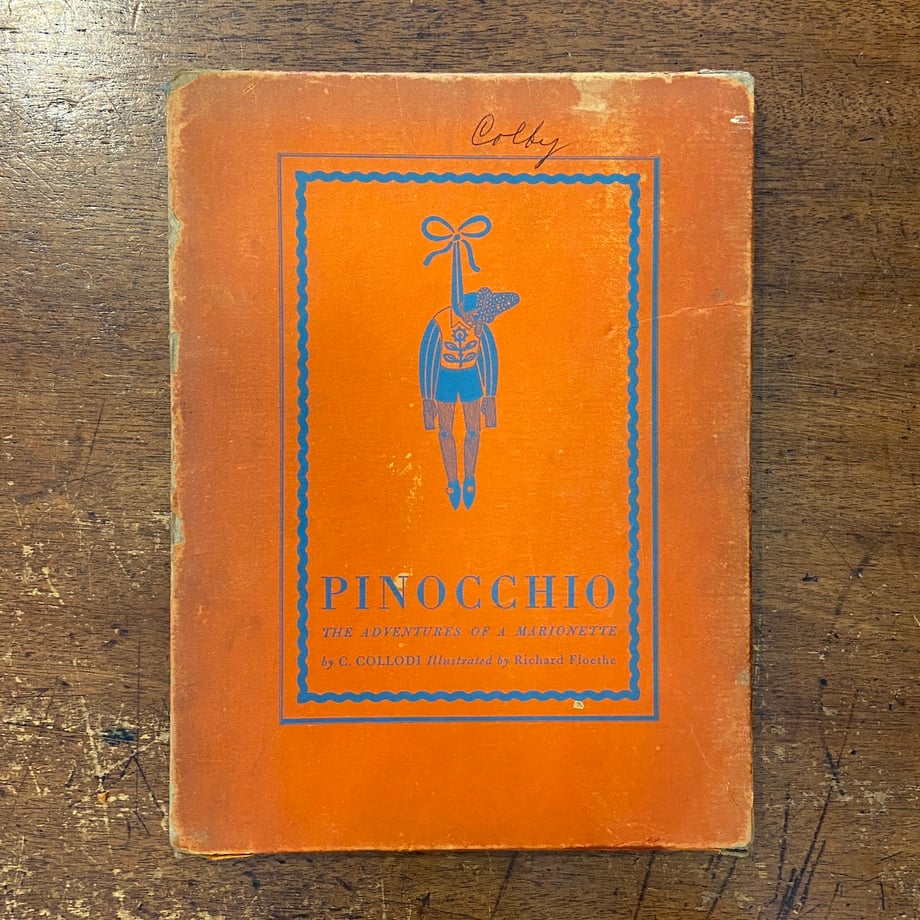 Colby
PINOCCHIO
THE ADVENTURES OF A MARIONETTE
by C. COLLODI Illustrated by Richard Floethe